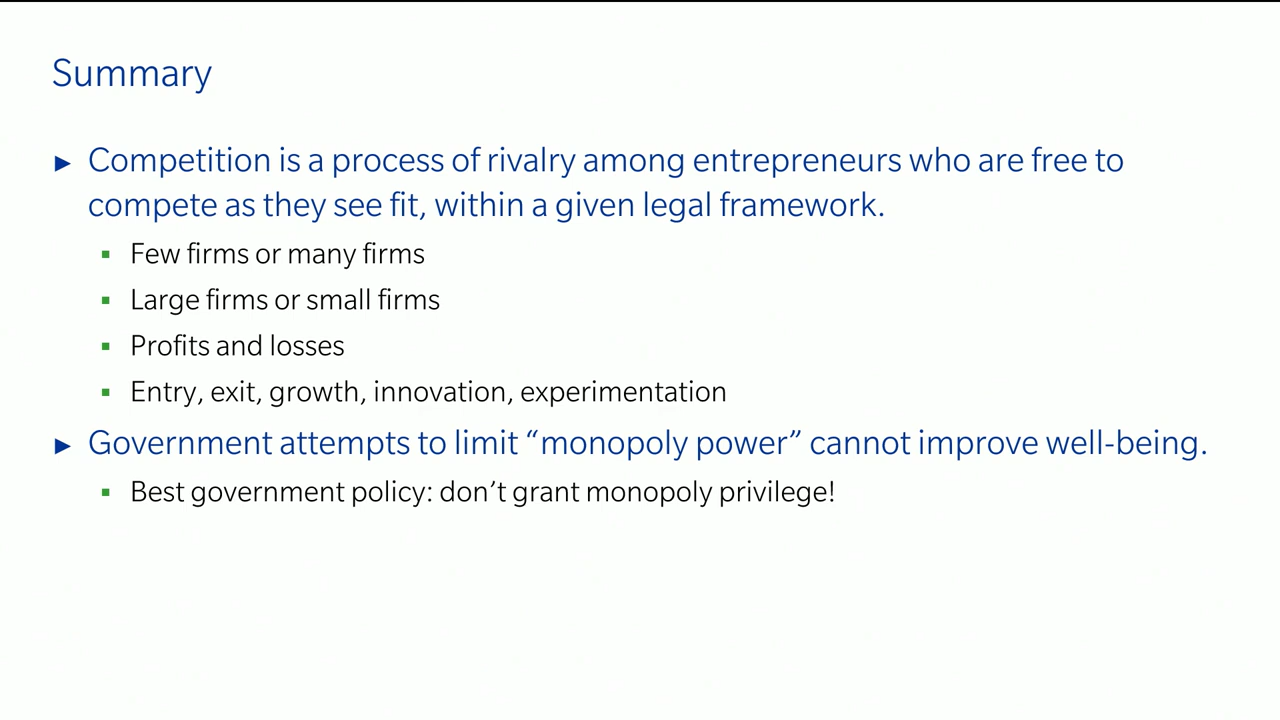 Summary
► Competition is a process of rivalry among entrepreneurs who are free to
compete as they see fit, within a given legal framework.
▪ Few firms or many firms
▪ Large firms or small firms
▪ Profits and losses
▪ Entry, exit, growth, innovation, experimentation
► Government attempts to limit “monopoly power” cannot improve well-being.
▪ Best government policy: don’t grant monopoly privilege!